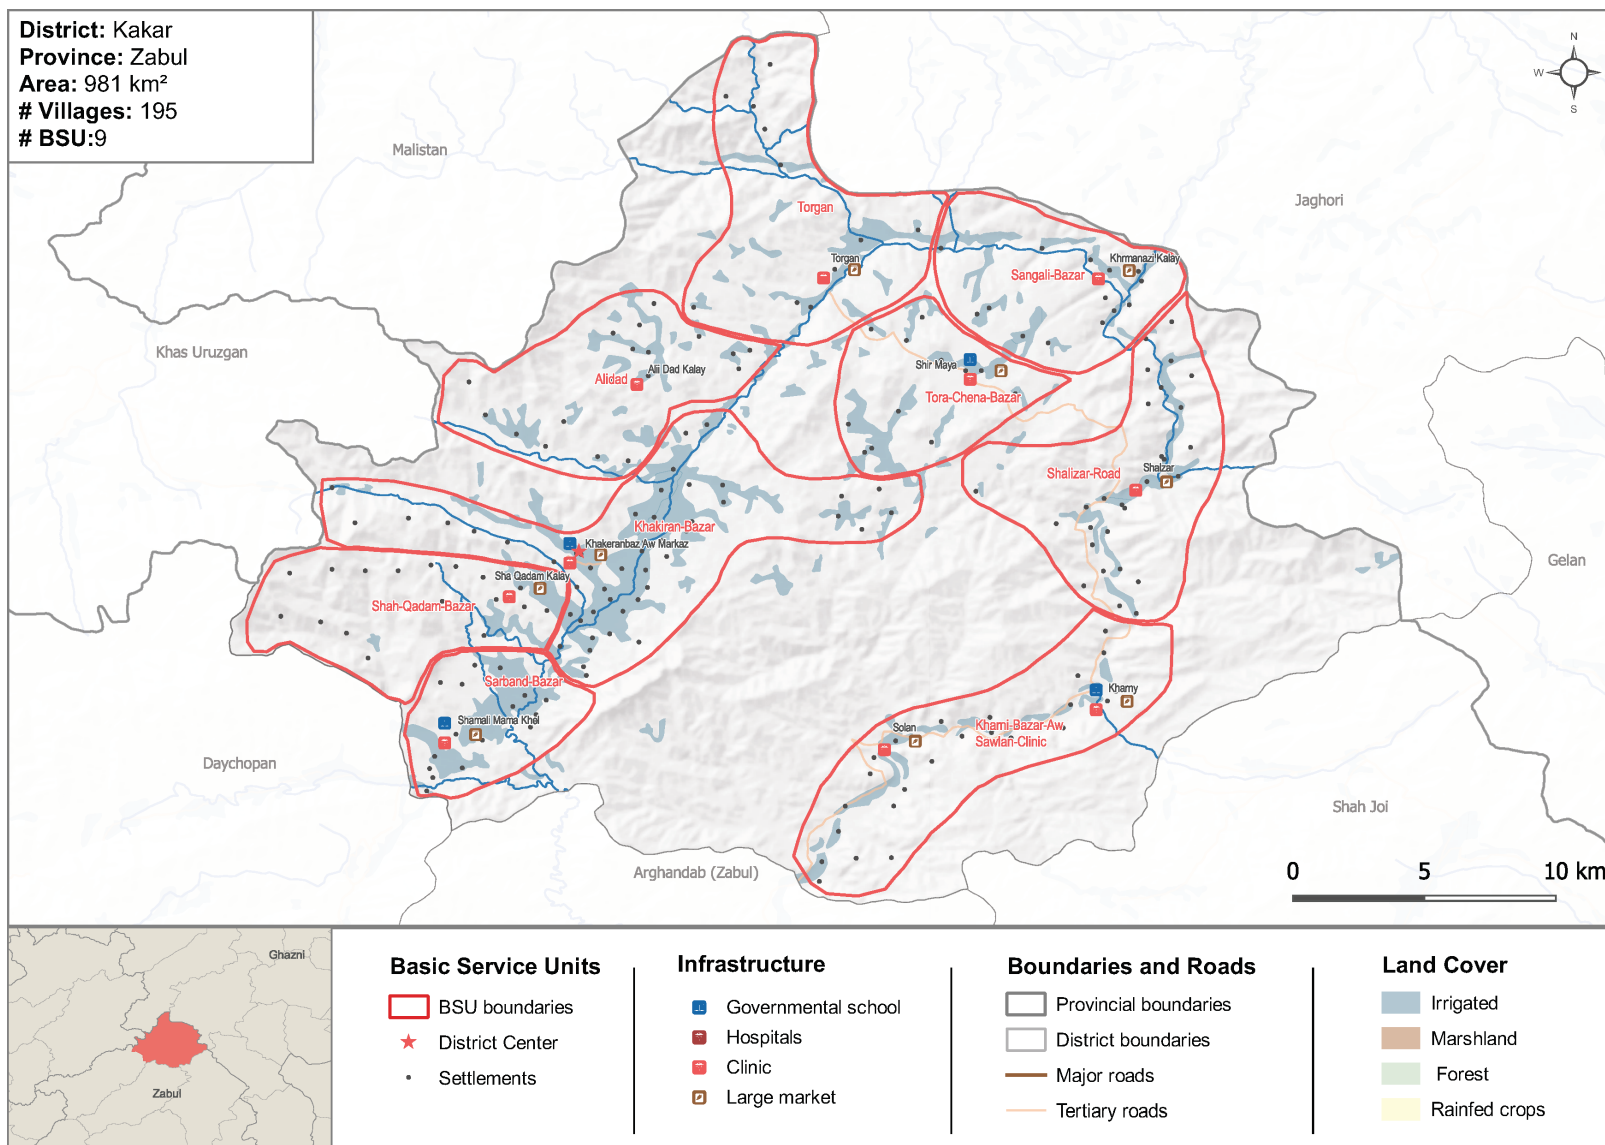 District: Kakar
Province: Zabul
Area: 981 km²
# Villages: 195
# BSU:9
N
W
S
Malistan
Jaghori
Torgan
Torgan
Khrmanazi Kalay
Sangali-Bazar
Khas Uruzgan
Shir Maya
Alidad
Alii Dad Kalay
Tora-Chena-Bazar
Shalizar-Road
Shalzar
Khakiran-Bazar
Khakeranbaz Aw Markaz
Gelan
Sha Qadam Kalay
Shah-Qadam-Bazar
Sarband-Bazar
Kharny
Shamali Mama Khel
Solan
Kharni-Bazar-Aw-
Sawlan-Clinic
Daychopan
Shah Joi
Arghandab (Zabul)
0 5 10 km
Ghazni
Zabul
Basic Service Units
BSU boundaries
District Center
Settlements
Infrastructure
Governmental school
Hospitals
Clinic
Large market
Boundaries and Roads
Provincial boundaries
District boundaries
Major roads
Tertiary roads
Land Cover
Irrigated
Marshland
Forest
Rainfed crops